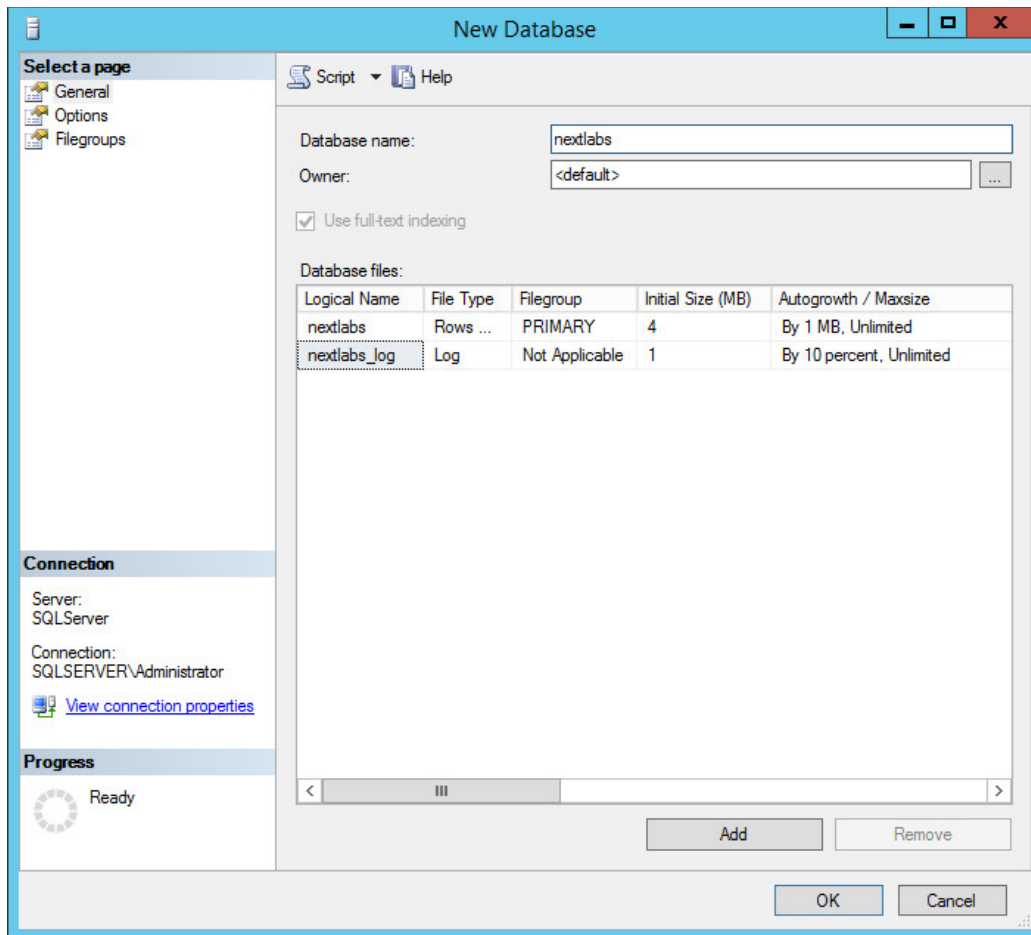 New Database
Select a page
General
Options
Filegroups
Script Help
Database name: nextlabs
Owner: <default> ...
Use full-text indexing
Database files:
Logical Name File Type Filegroup Initial Size (MB) Autogrowth / Maxsize
nextlabs Rows ... PRIMARY 4 By 1 MB, Unlimited
nextlabs_log Log Not Applicable 1 By 10 percent, Unlimited
Connection
Server:
SQLServer
Connection:
SQLSERVER\Administrator
View connection properties
Progress
Ready
Add Remove
OK Cancel